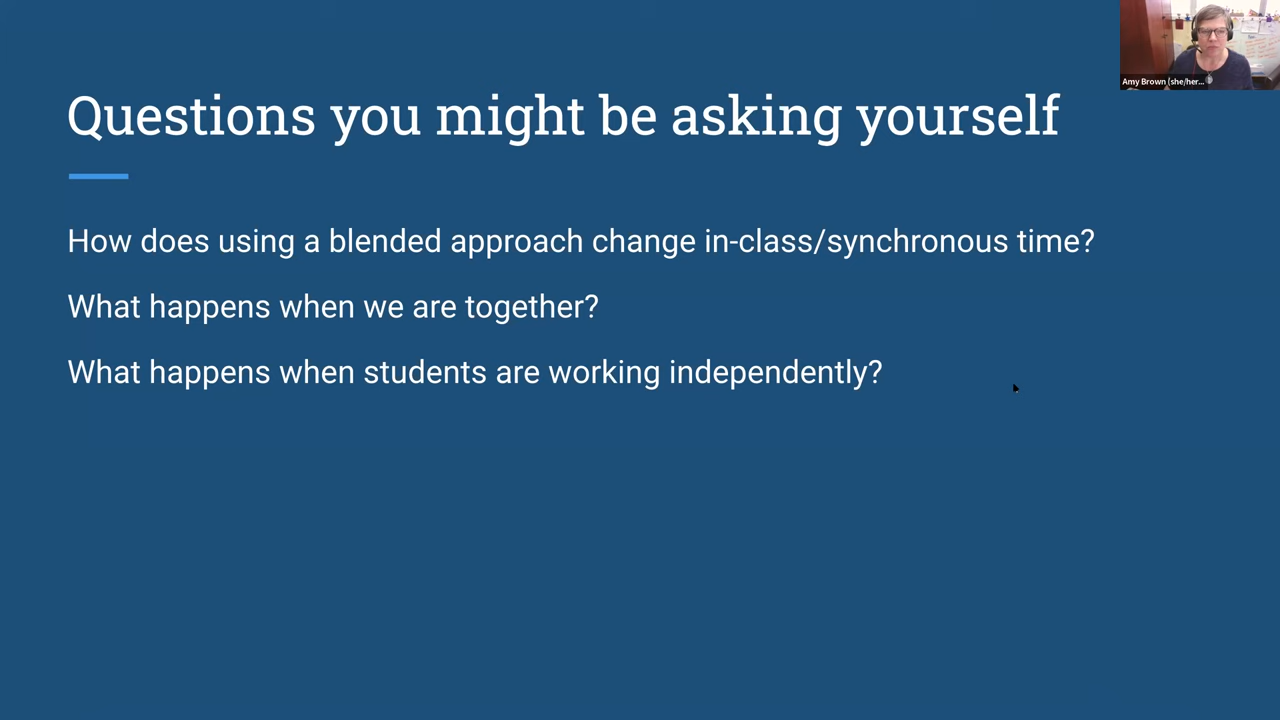 Questions you might be asking yourself
How does using a blended approach change in-class/synchronous time?
What happens when we are together?
What happens when students are working independently?
Amy Brown (she/her...